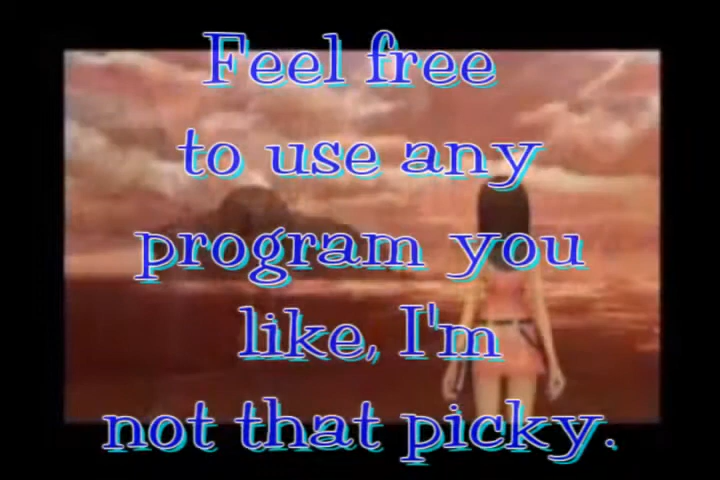 Feel free
to use any
program you
like, I'm
not that picky.